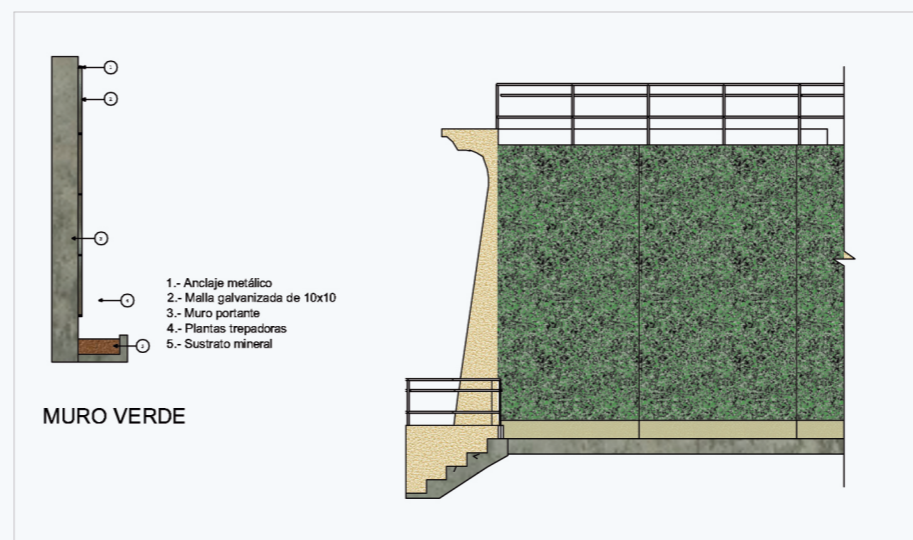 1.- Anclaje metálico
2.- Malla galvanizada de 10x10
3.- Muro portante
4.- Plantas trepadoras
5.- Sustrato mineral
MURO VERDE